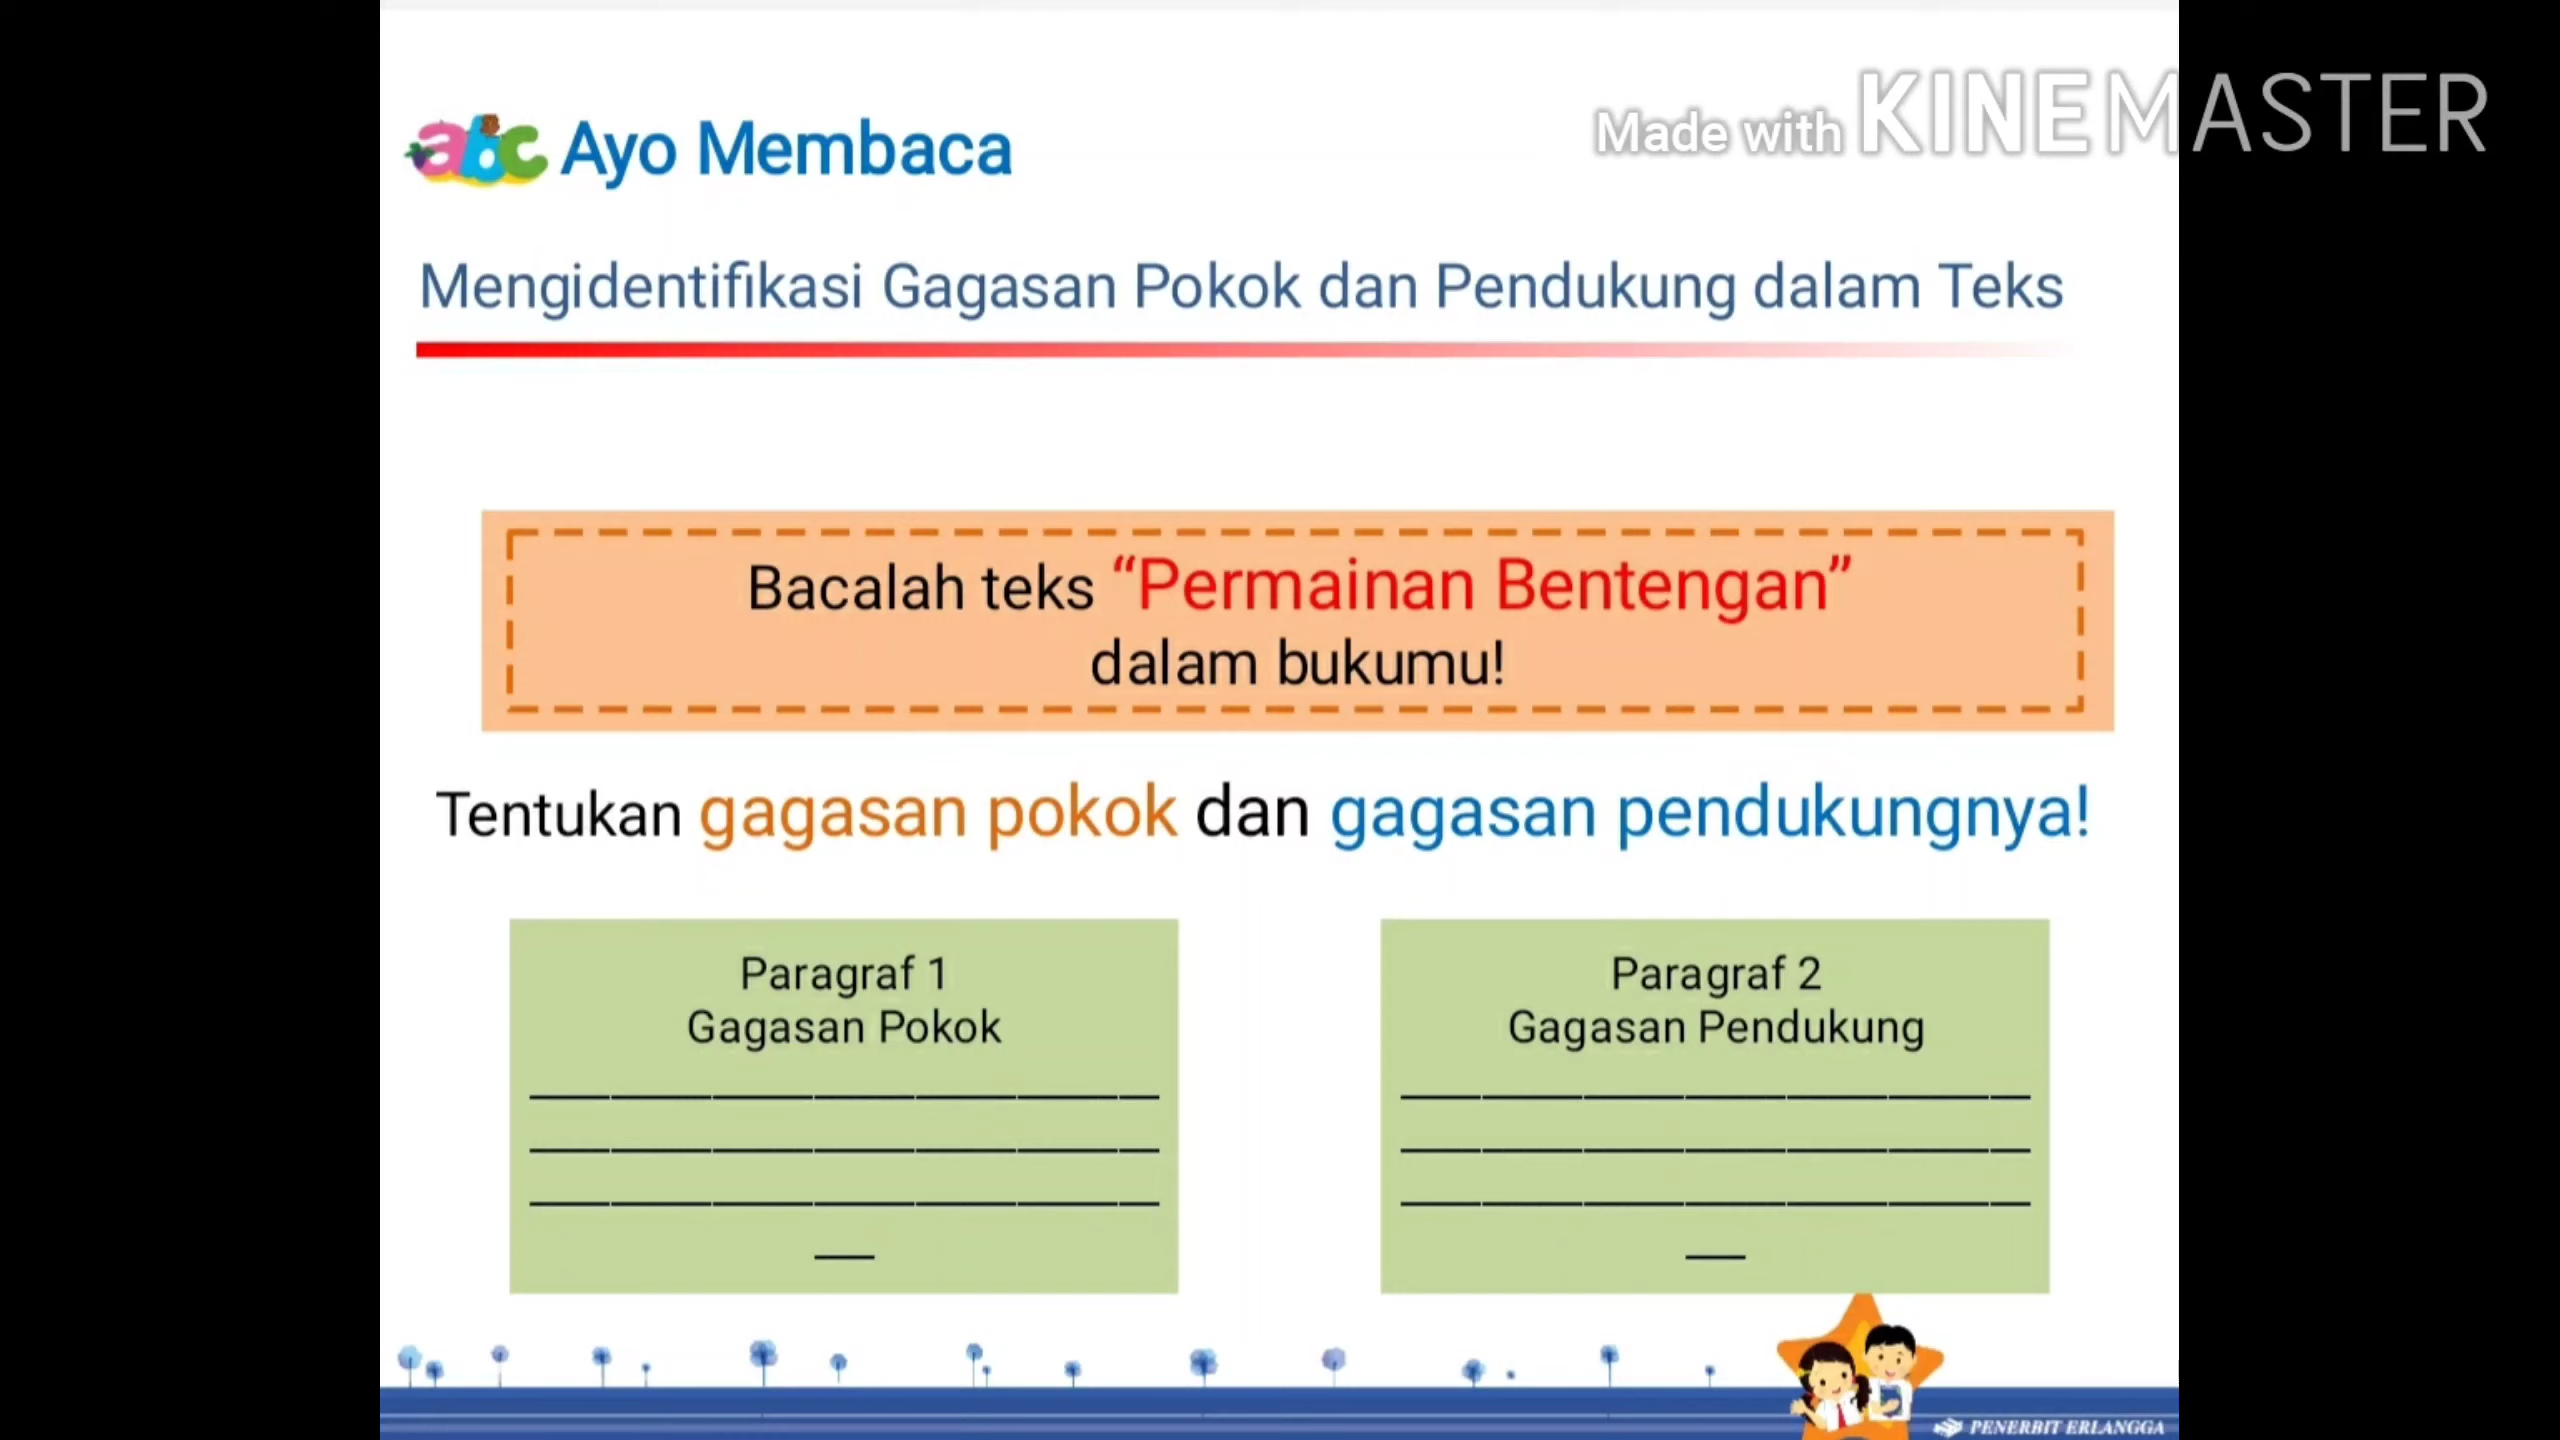 Made with KINEMASTER
abc Ayo Membaca
Mengidentifikasi Gagasan Pokok dan Pendukung dalam Teks
Bacalah teks “Permainan Bentengan”
dalam bukumu!
Tentukan gagasan pokok dan gagasan pendukungnya!
Paragraf 1
Gagasan Pokok
Paragraf 2
Gagasan Pendukung
PENERBIT ERLANGGA